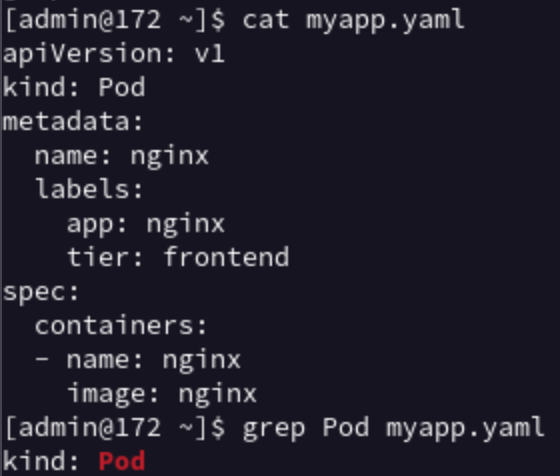 [admin@172 ~]$ cat myapp.yaml
apiVersion: v1
kind: Pod
metadata:
  name: nginx
  labels:
    app: nginx
    tier: frontend
spec:
  containers:
  - name: nginx
    image: nginx
[admin@172 ~]$ grep Pod myapp.yaml
kind: Pod